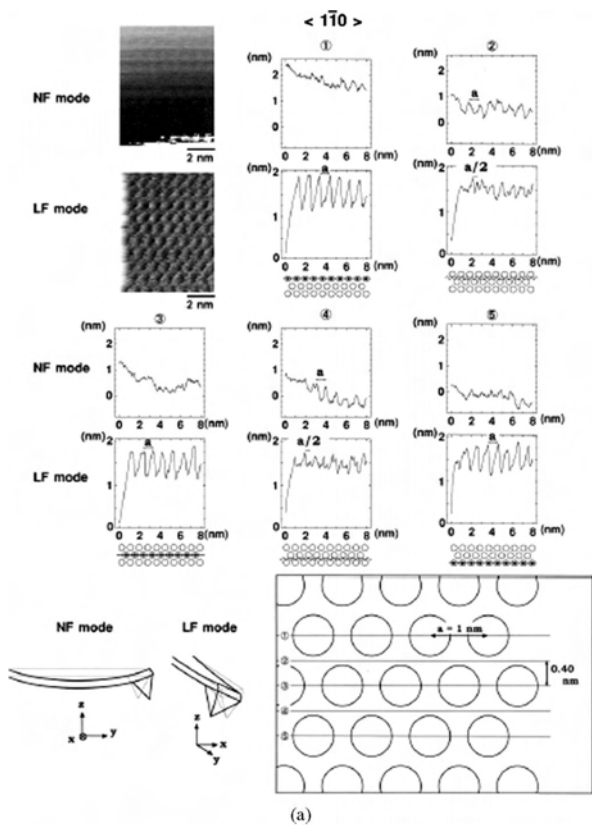 < 11̄0 >
① ②
NF mode
(nm) (nm)
2 2
1 1
0 0
a
0 2 4 6 8(nm) 0 2 4 6 8(nm)
2 nm
LF mode
(nm) (nm)
2 2
1 1
0 0
a a/2
0 2 4 6 8(nm) 0 2 4 6 8(nm)
2 nm
③ ④ ⑤
NF mode
(nm) (nm) (nm)
2 2 2
1 1 1
0 0 0
a
0 2 4 6 8(nm) 0 2 4 6 8(nm) 0 2 4 6 8(nm)
LF mode
(nm) (nm) (nm)
2 2 2
1 1 1
0 0 0
a a/2 a
0 2 4 6 8(nm) 0 2 4 6 8(nm) 0 2 4 6 8(nm)
NF mode LF mode
z
x y
z
x
y
① a = 1 nm
②
③ 0.40 nm
④
⑤
(a)